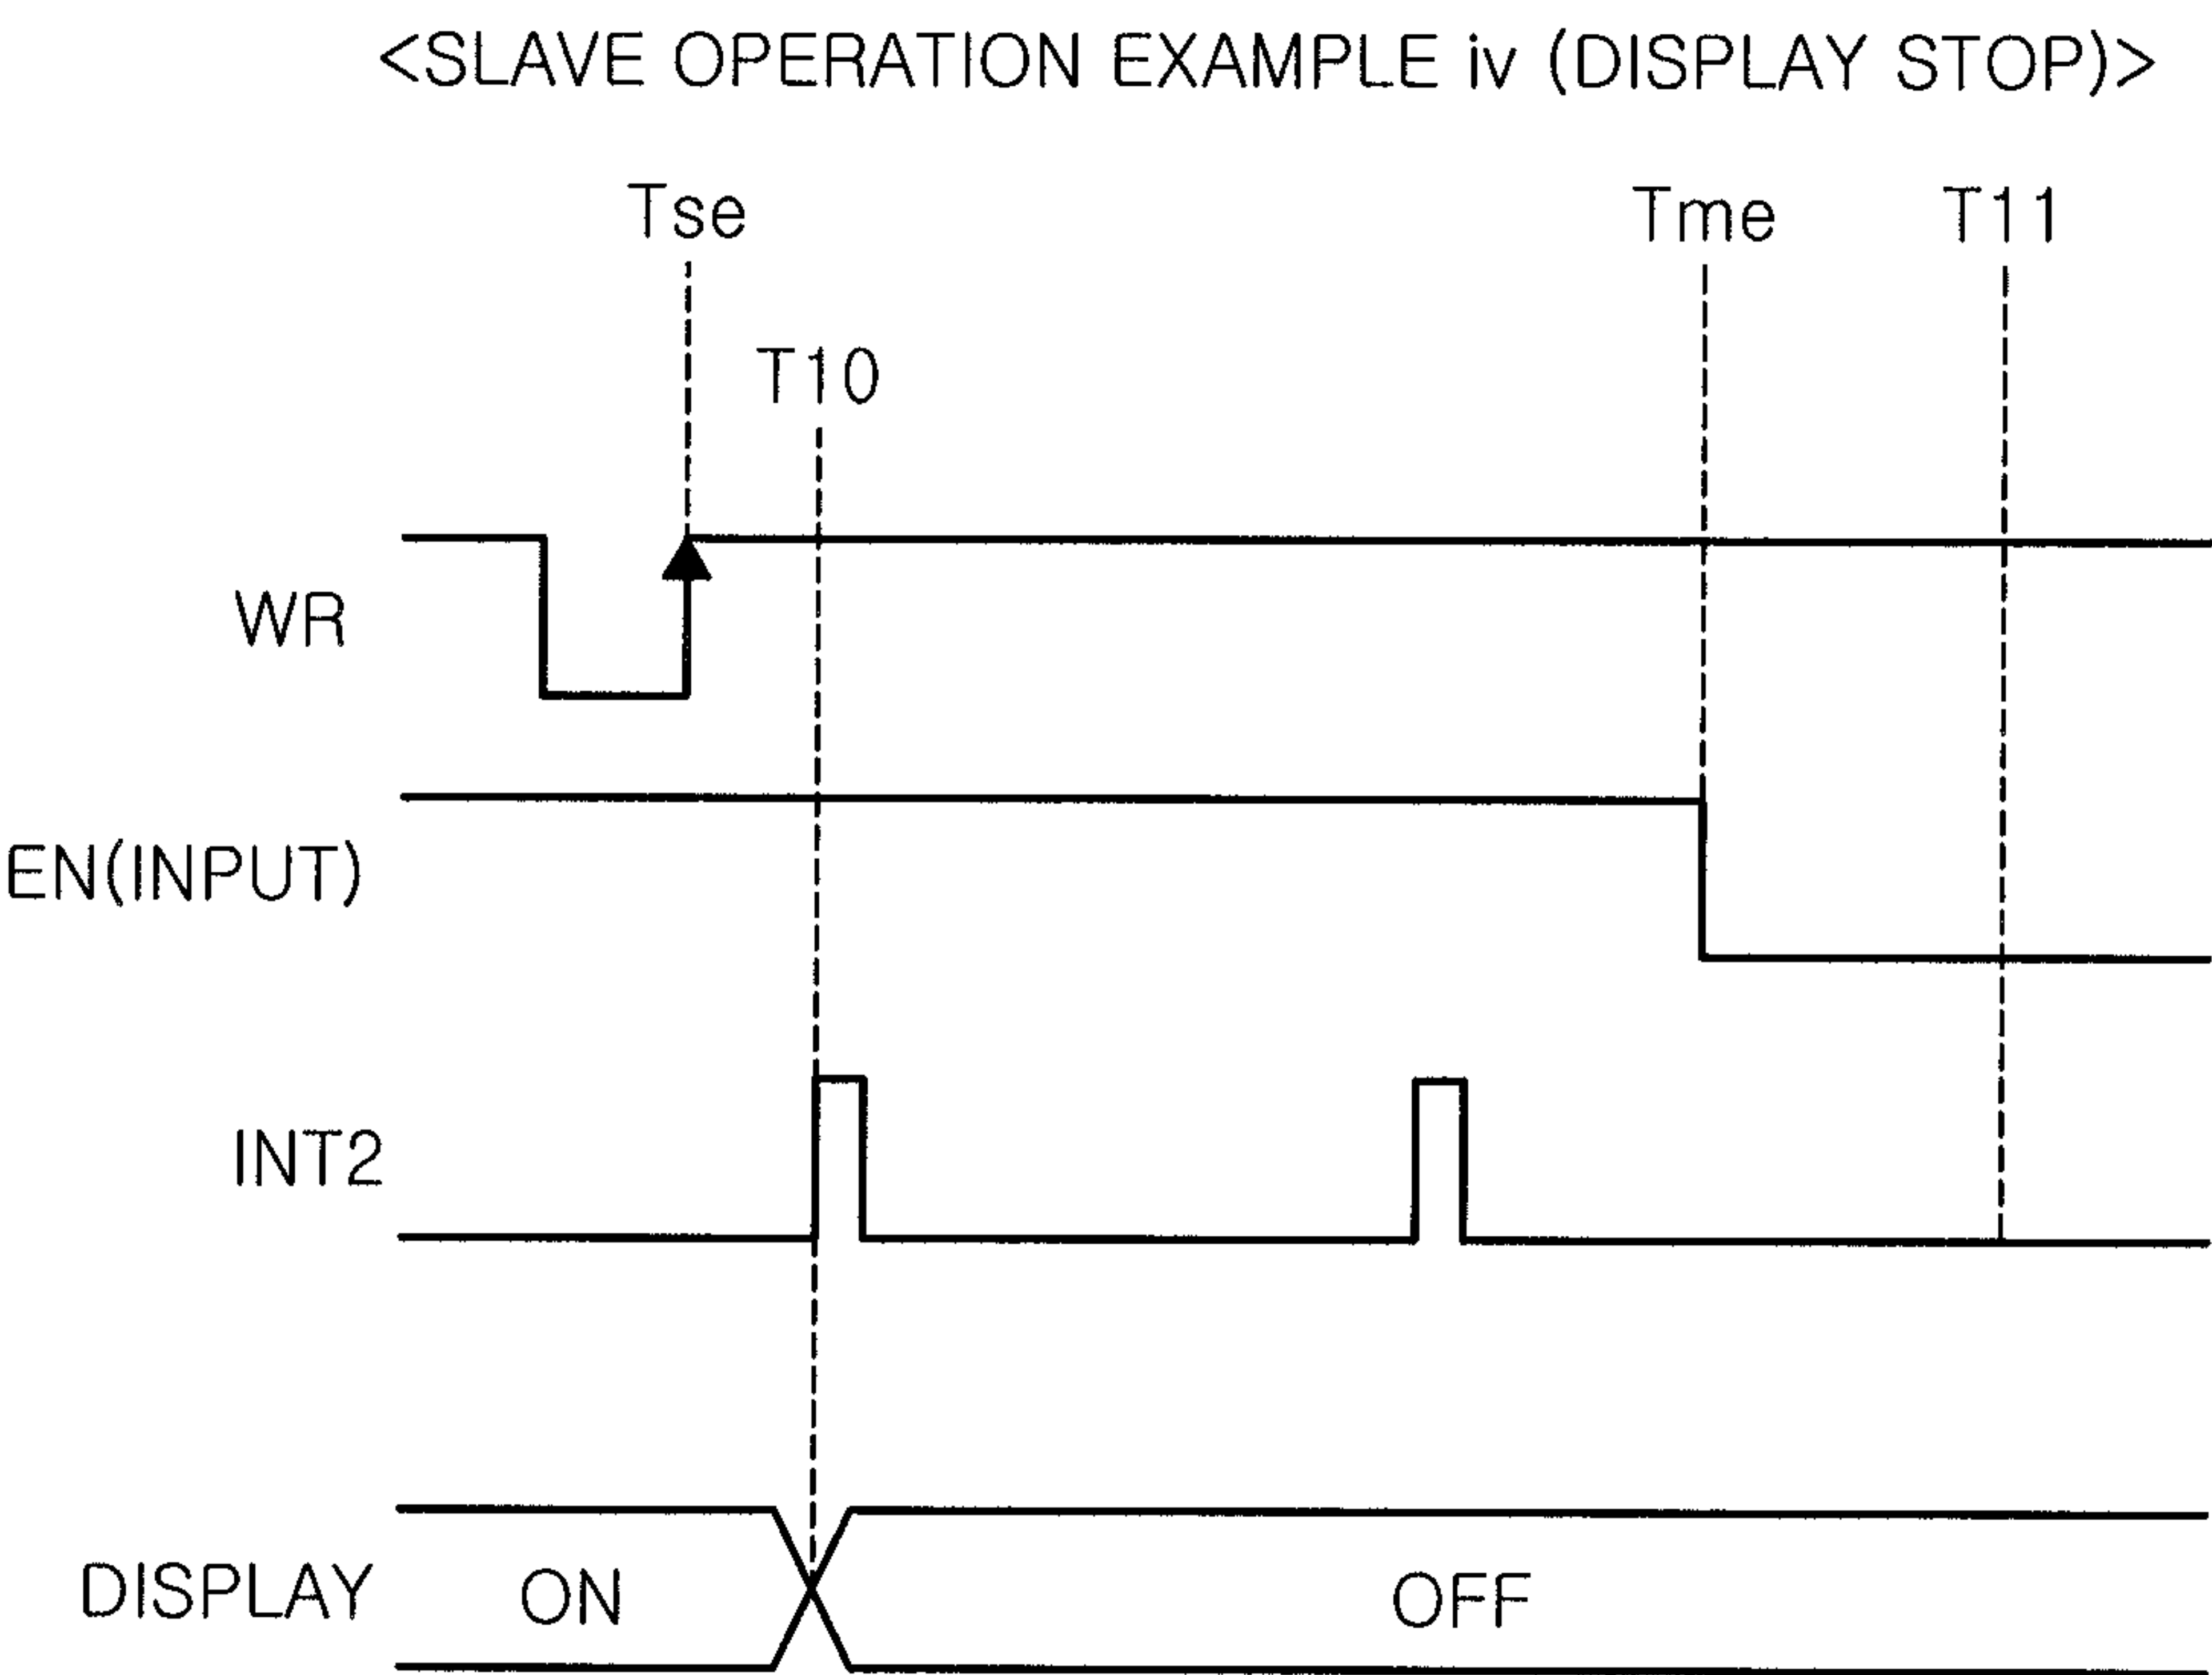 <SLAVE OPERATION EXAMPLE iv (DISPLAY STOP)>
Tse Tme T11
T10
WR
EN(INPUT)
INT2
DISPLAY ON OFF